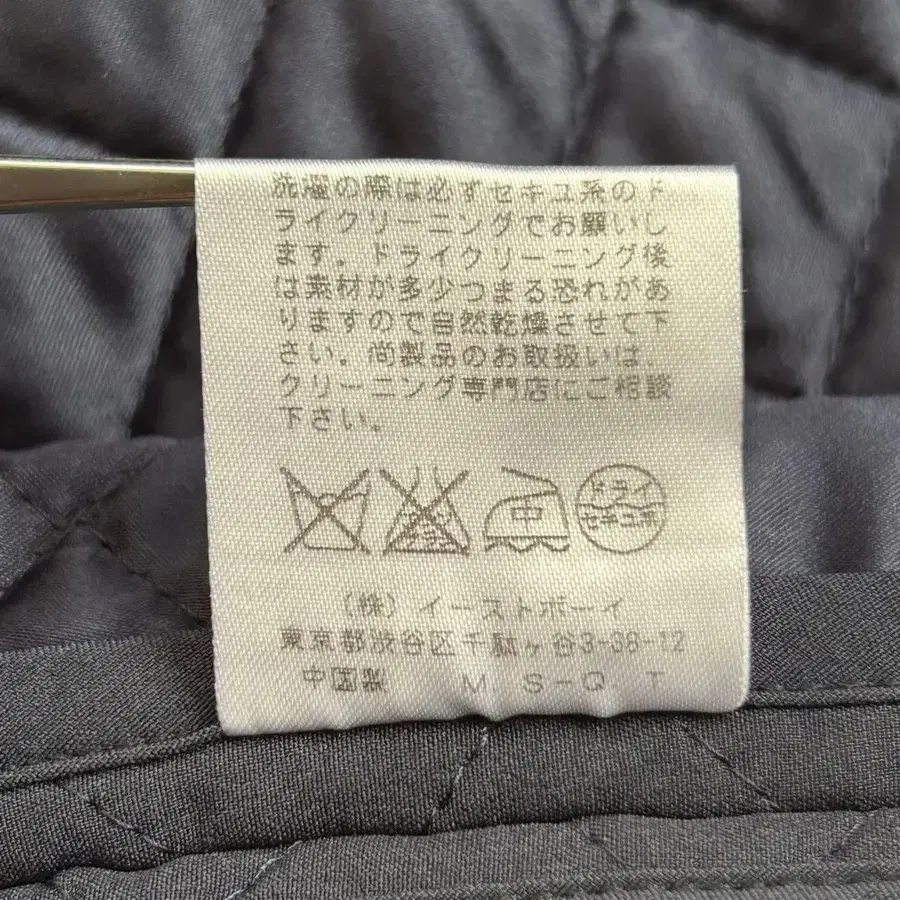 洗濯の際は必ずセキユ系のド
ライクリーニングでお願いし
ます。ドライクリーニング後
は素材が多少つまる恐れがあ
りますので自然乾燥させて下
さい。尚製品のお取扱いは、
クリーニング専門店にご相談
下さい。
エンソサラシ 中 ドライ
セキユ系
(株)イーストボーイ
東京都渋谷区千駄ヶ谷3-38-12
中国製 M. S-Q. T